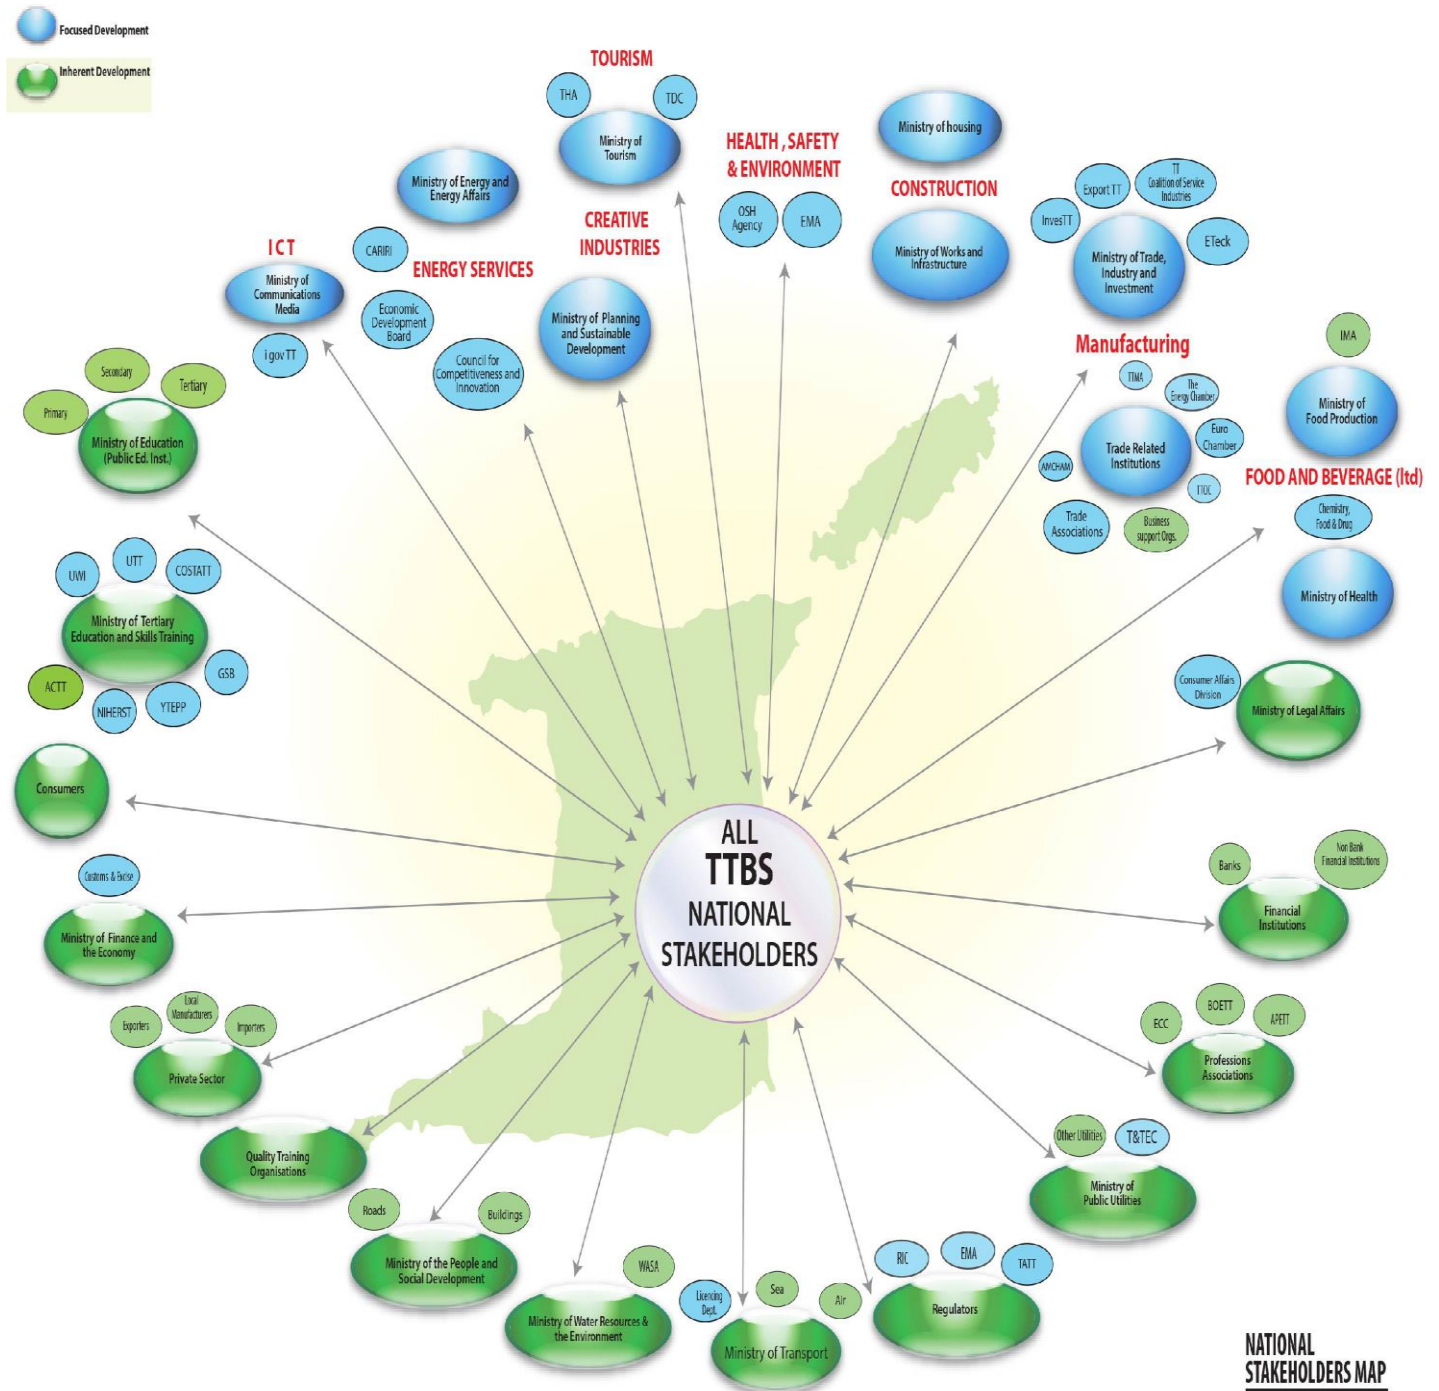 Focused Development
Inherent Development
TOURISM
THA
TDC
Ministry of
Tourism
Ministry of Energy and
Energy Affairs
CARIRI
ENERGY SERVICES
Economic
Development
Board
Council for
Competitiveness and
Innovation
CREATIVE
INDUSTRIES
Ministry of Planning
and Sustainable
Development
HEALTH , SAFETY
& ENVIRONMENT
OSH
Agency
EMA
Ministry of housing
CONSTRUCTION
Ministry of Works and
Infrastructure
InvesTT
Export TT
TT
Coalition of Service
Industries
ETeck
Ministry of Trade,
Industry and
Investment
Manufacturing
TTMA
The
Energy Chamber
Euro
Chamber
Trade Related
Institutions
AMCHAM
TTOC
Trade
Associations
Business
support Orgs.
IMA
Ministry of
Food Production
FOOD AND BEVERAGE (ltd)
Chemistry,
Food & Drug
Ministry of Health
Consumer Affairs
Division
Ministry of Legal Affairs
ICT
Ministry of
Communications
Media
i gov TT
Primary
Secondary
Tertiary
Ministry of Education
(Public Ed. Inst.)
UWI
UTT
COSTATT
Ministry of Tertiary
Education and Skills Training
ACTT
NIHERST
YTEPP
GSB
Consumers
Customs & Excise
Ministry of Finance and
the Economy
Exporters
Local
Manufacturers
Importers
Private Sector
Quality Training
Organisations
Roads
Buildings
Ministry of the People and
Social Development
WASA
Ministry of Water Resources &
the Environment
Licencing
Dept.
Sea
Air
Ministry of Transport
RIC
EMA
TATT
Regulators
Other Utilities
T&TEC
Ministry of
Public Utilities
ECC
BOETT
APETT
Professions
Associations
Banks
Non Bank
Financial Institutions
Financial
Institutions
ALL
TTBS
NATIONAL
STAKEHOLDERS
NATIONAL
STAKEHOLDERS MAP